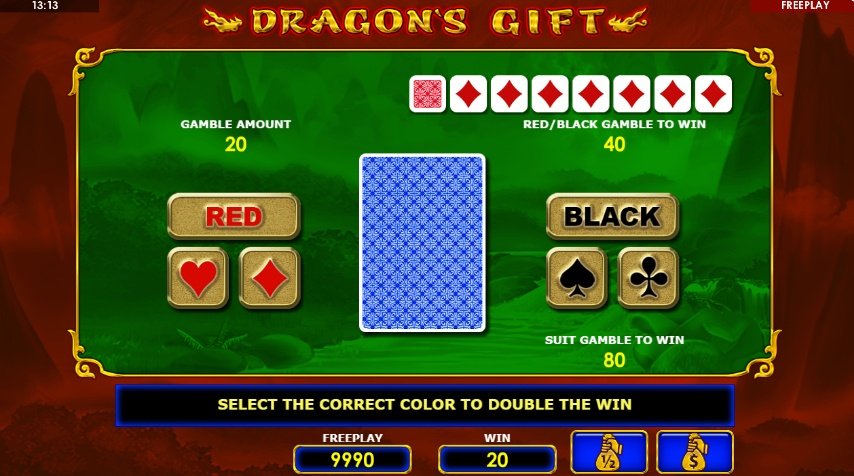 13:13
FREEPLAY
DRAGON'S GIFT
GAMBLE AMOUNT
20
RED/BLACK GAMBLE TO WIN
40
RED
BLACK
SUIT GAMBLE TO WIN
80
SELECT THE CORRECT COLOR TO DOUBLE THE WIN
FREEPLAY
9990
WIN
20
½
$